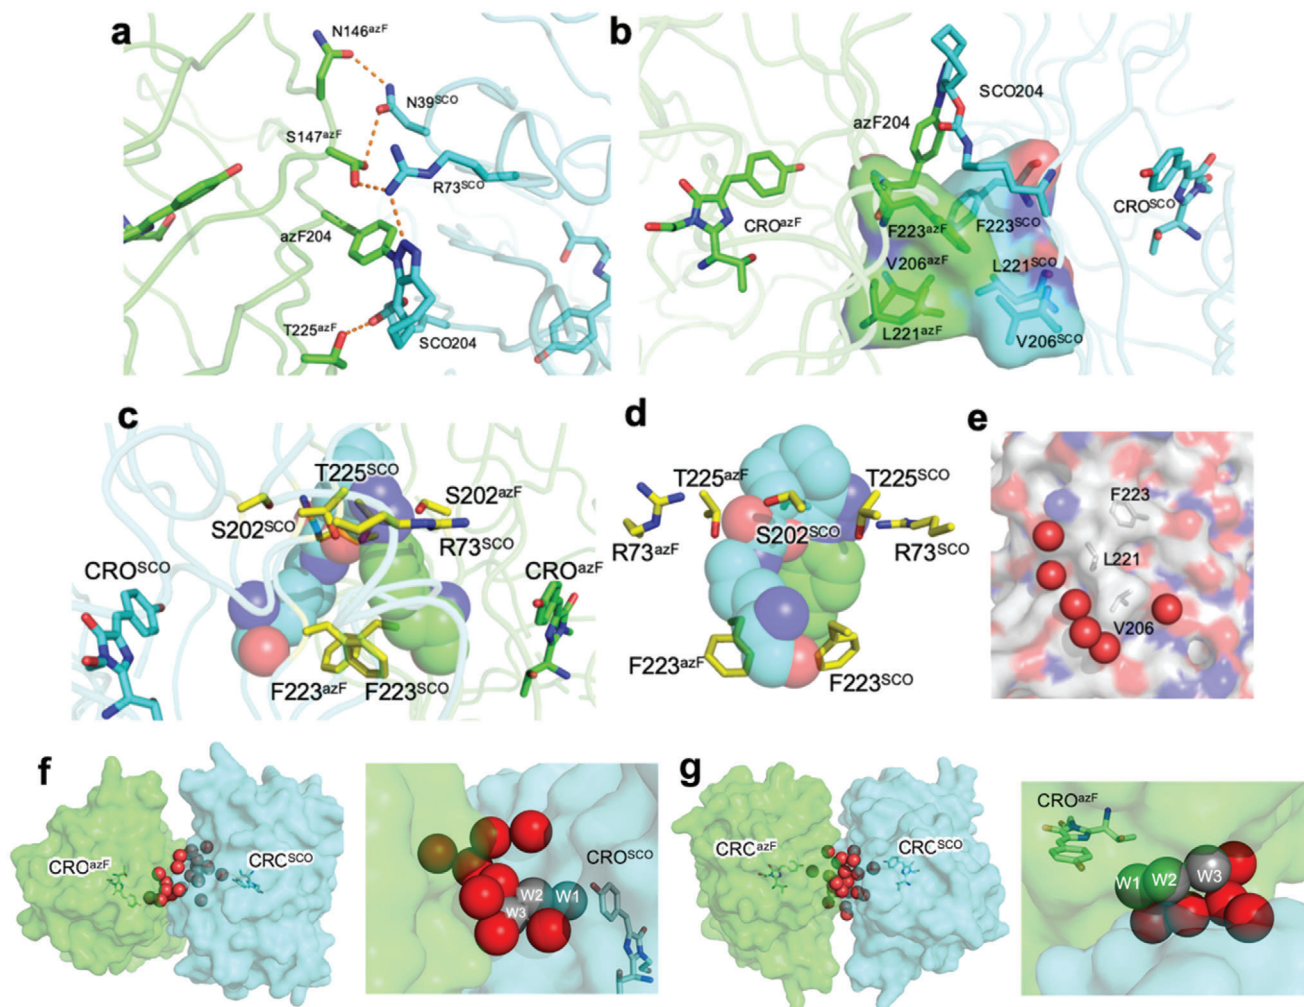 a
N146azF
N39SCO
S147azF
R73SCO
azF204
T225azF
SCO204
b
SCO204
azF204
CROazF
F223azF
F223SCO
CROSCO
V206azF
L221SCO
L221azF
V206SCO
c
T225SCO
S202azF
S202SCO
R73SCO
CROSCO
CROazF
F223azF
F223SCO
d
T225azF
T225SCO
S202SCO
R73azF
R73SCO
F223azF
F223SCO
e
F223
L221
V206
f
CROazF
CRCSCO
CROSCO
W2
W1
W3
g
CRCazF
CRCSCO
CROazF
W1
W2
W3